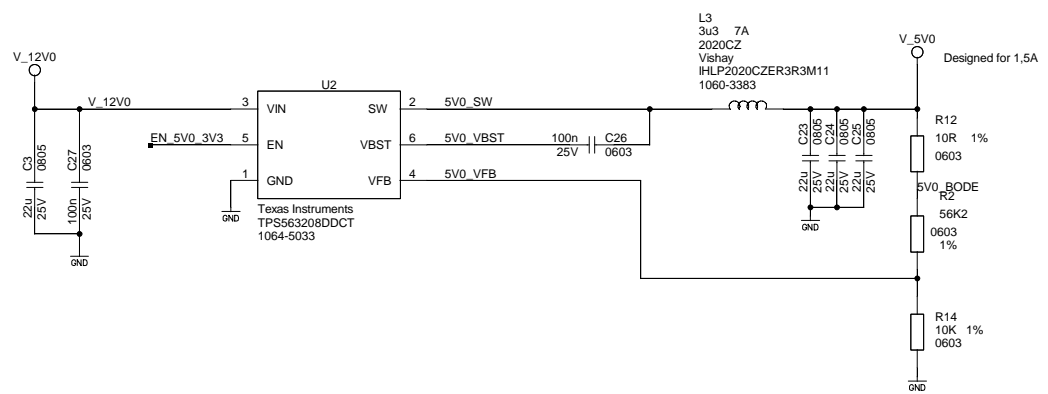 L3
3u3 7A
2020CZ
Vishay
IHLP2020CZER3R3M11
1060-3383
V_12V0
V_5V0
Designed for 1,5A
U2
V_12V0
3
VIN
SW
2
5V0_SW
EN_5V0_3V3
5
EN
VBST
6
5V0_VBST
100n
25V
C26
0603
1
GND
VFB
4
5V0_VFB
GND
Texas Instruments
TPS563208DDCT
1064-5033
C3
0805
22u
25V
C27
0603
100n
25V
GND
C23
0805
22u
25V
C24
0805
22u
25V
C25
0805
22u
25V
GND
R12
10R 1%
0603
5V0_BODE
R2
56K2
0603
1%
R14
10K 1%
0603
GND